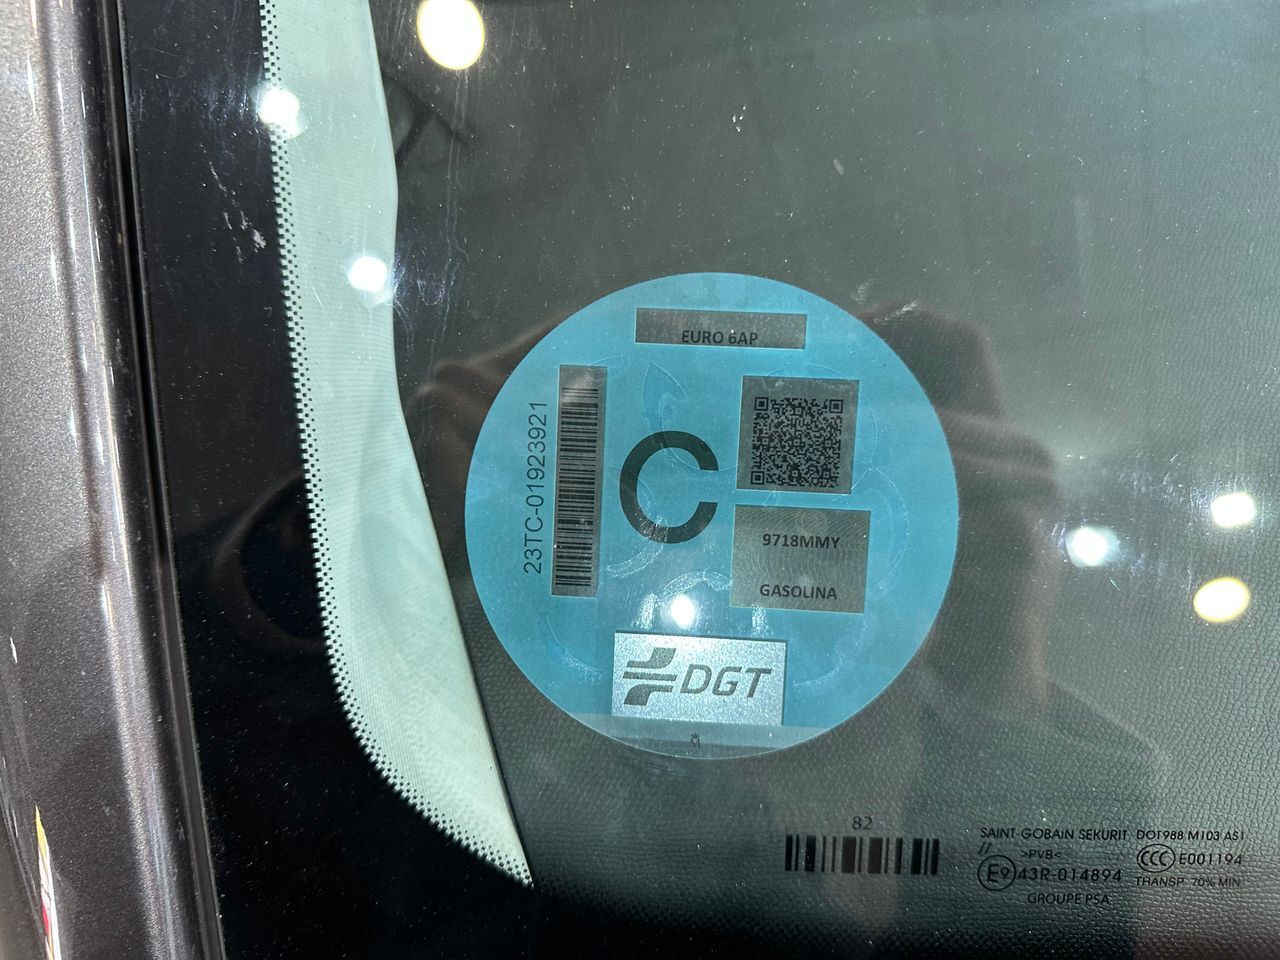 EURO 6AP
23TC-01923921
C
9718MMY
GASOLINA
DGT
M
82
SAINT-GOBAIN SEKURIT DOT988 M103 AS1
// >PVB< CCC E001194
E9 43R-014894 TRANSP 70% MIN
GROUPE PSA